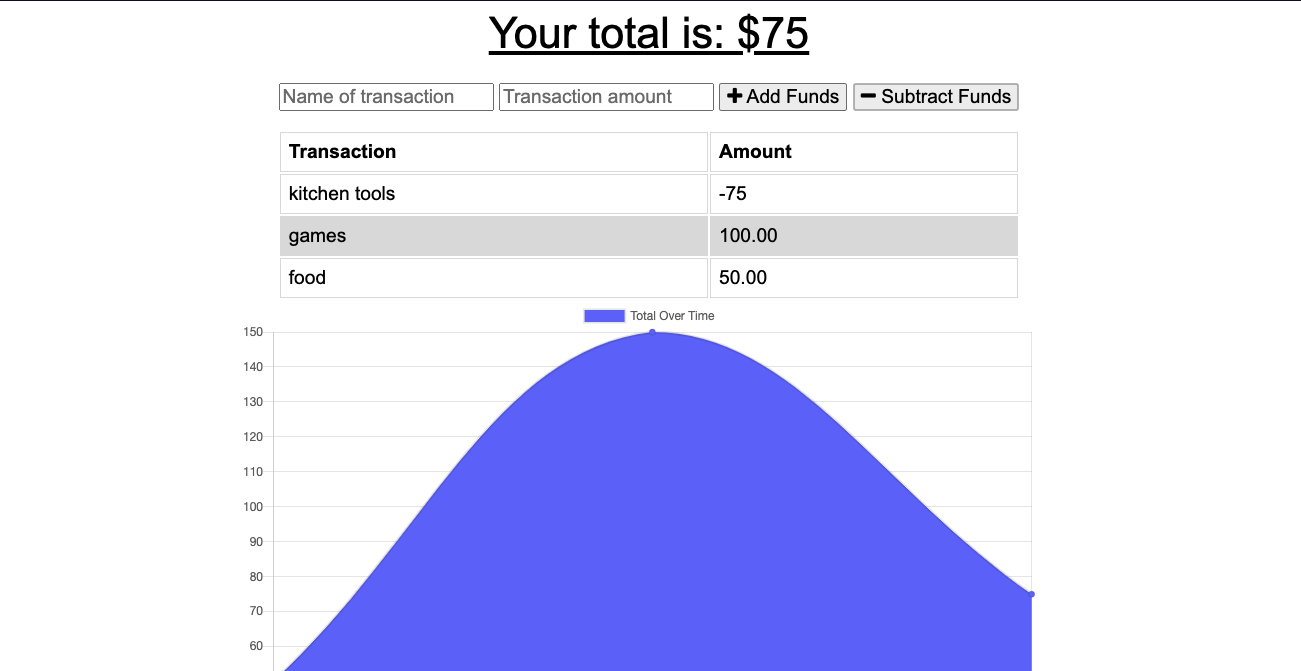 Your total is: $75
Name of transaction Transaction amount Add Funds Subtract Funds
Transaction Amount
kitchen tools -75
games 100.00
food 50.00
Total Over Time
150
140
130
120
110
100
90
80
70
60